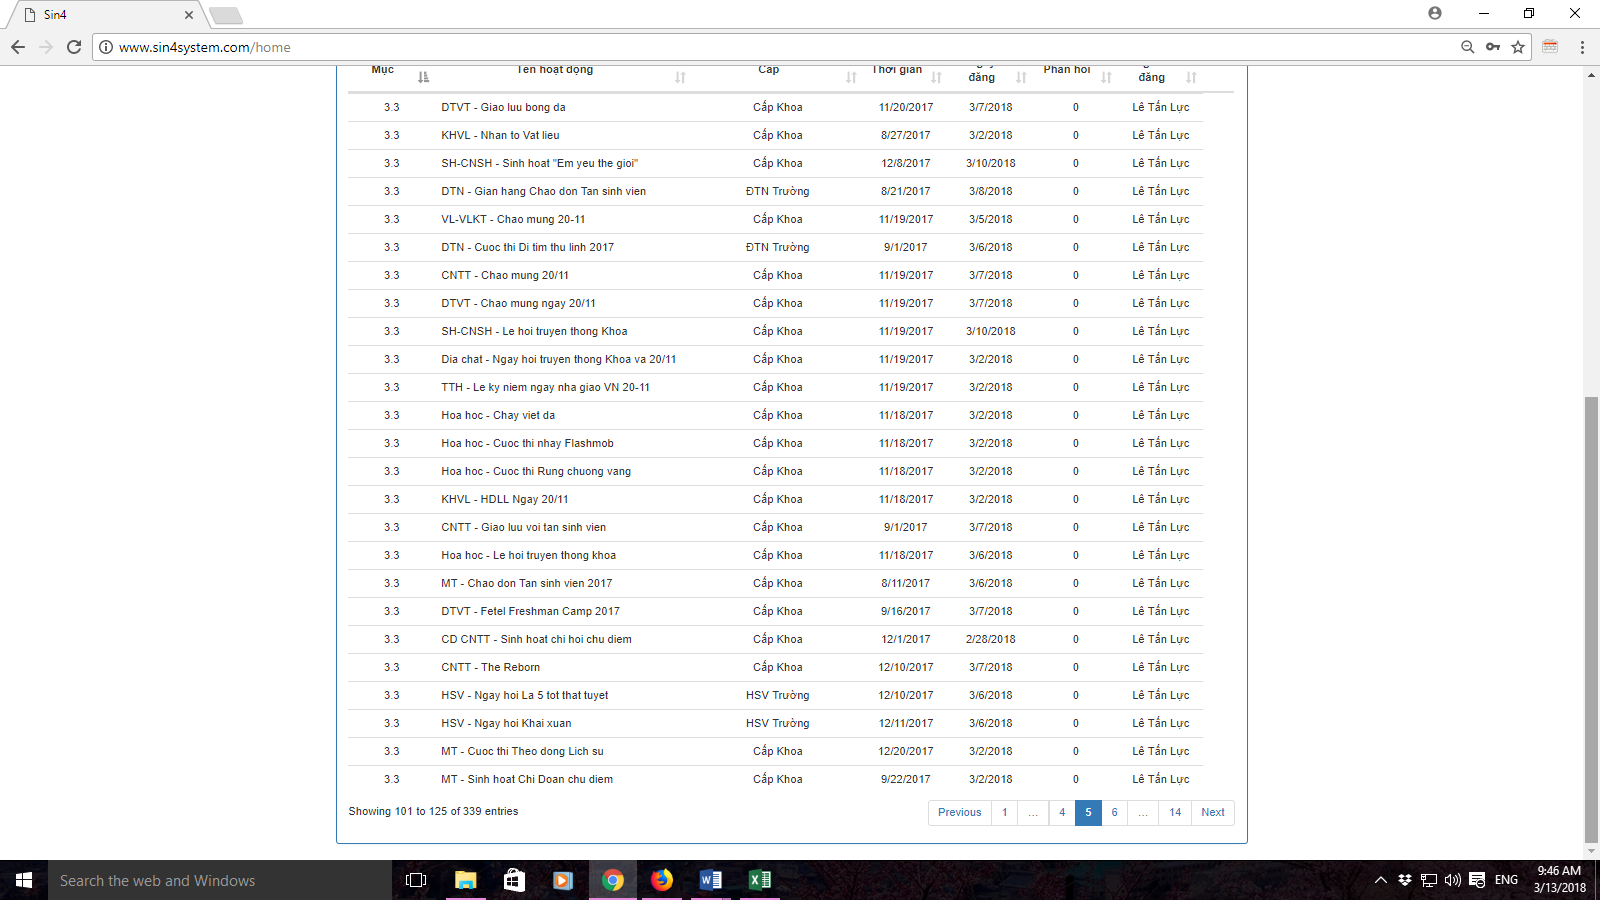 Sin4
www.sin4system.com/home
Mục Tên hoạt động Cấp Thời gian đăng Phản hồi đăng
3.3 DTVT - Giao luu bong da Cấp Khoa 11/20/2017 3/7/2018 0 Lê Tấn Lực
3.3 KHVL - Nhan to Vat lieu Cấp Khoa 8/27/2017 3/2/2018 0 Lê Tấn Lực
3.3 SH-CNSH - Sinh hoat "Em yeu the gioi" Cấp Khoa 12/8/2017 3/10/2018 0 Lê Tấn Lực
3.3 DTN - Gian hang Chao don Tan sinh vien ĐTN Trường 8/21/2017 3/8/2018 0 Lê Tấn Lực
3.3 VL-VLKT - Chao mung 20-11 Cấp Khoa 11/19/2017 3/5/2018 0 Lê Tấn Lực
3.3 DTN - Cuoc thi Di tim thu linh 2017 ĐTN Trường 9/1/2017 3/6/2018 0 Lê Tấn Lực
3.3 CNTT - Chao mung 20/11 Cấp Khoa 11/19/2017 3/7/2018 0 Lê Tấn Lực
3.3 DTVT - Chao mung ngay 20/11 Cấp Khoa 11/19/2017 3/7/2018 0 Lê Tấn Lực
3.3 SH-CNSH - Le hoi truyen thong Khoa Cấp Khoa 11/19/2017 3/10/2018 0 Lê Tấn Lực
3.3 Dia chat - Ngay hoi truyen thong Khoa va 20/11 Cấp Khoa 11/19/2017 3/2/2018 0 Lê Tấn Lực
3.3 TTH - Le ky niem ngay nha giao VN 20-11 Cấp Khoa 11/19/2017 3/2/2018 0 Lê Tấn Lực
3.3 Hoa hoc - Chay viet da Cấp Khoa 11/18/2017 3/2/2018 0 Lê Tấn Lực
3.3 Hoa hoc - Cuoc thi nhay Flashmob Cấp Khoa 11/18/2017 3/2/2018 0 Lê Tấn Lực
3.3 Hoa hoc - Cuoc thi Rung chuong vang Cấp Khoa 11/18/2017 3/2/2018 0 Lê Tấn Lực
3.3 KHVL - HDLL Ngay 20/11 Cấp Khoa 11/18/2017 3/2/2018 0 Lê Tấn Lực
3.3 CNTT - Giao luu voi tan sinh vien Cấp Khoa 9/1/2017 3/7/2018 0 Lê Tấn Lực
3.3 Hoa hoc - Le hoi truyen thong khoa Cấp Khoa 11/18/2017 3/6/2018 0 Lê Tấn Lực
3.3 MT - Chao don Tan sinh vien 2017 Cấp Khoa 8/11/2017 3/6/2018 0 Lê Tấn Lực
3.3 DTVT - Fetel Freshman Camp 2017 Cấp Khoa 9/16/2017 3/7/2018 0 Lê Tấn Lực
3.3 CD CNTT - Sinh hoat chi hoi chu diem Cấp Khoa 12/1/2017 2/28/2018 0 Lê Tấn Lực
3.3 CNTT - The Reborn Cấp Khoa 12/10/2017 3/7/2018 0 Lê Tấn Lực
3.3 HSV - Ngay hoi La 5 tot that tuyet HSV Trường 12/10/2017 3/6/2018 0 Lê Tấn Lực
3.3 HSV - Ngay hoi Khai xuan HSV Trường 12/11/2017 3/6/2018 0 Lê Tấn Lực
3.3 MT - Cuoc thi Theo dong Lich su Cấp Khoa 12/20/2017 3/2/2018 0 Lê Tấn Lực
3.3 MT - Sinh hoat Chi Doan chu diem Cấp Khoa 9/22/2017 3/2/2018 0 Lê Tấn Lực
Showing 101 to 125 of 339 entries Previous 1 … 4 5 6 … 14 Next
Search the web and Windows ENG 9:46 AM
3/13/2018